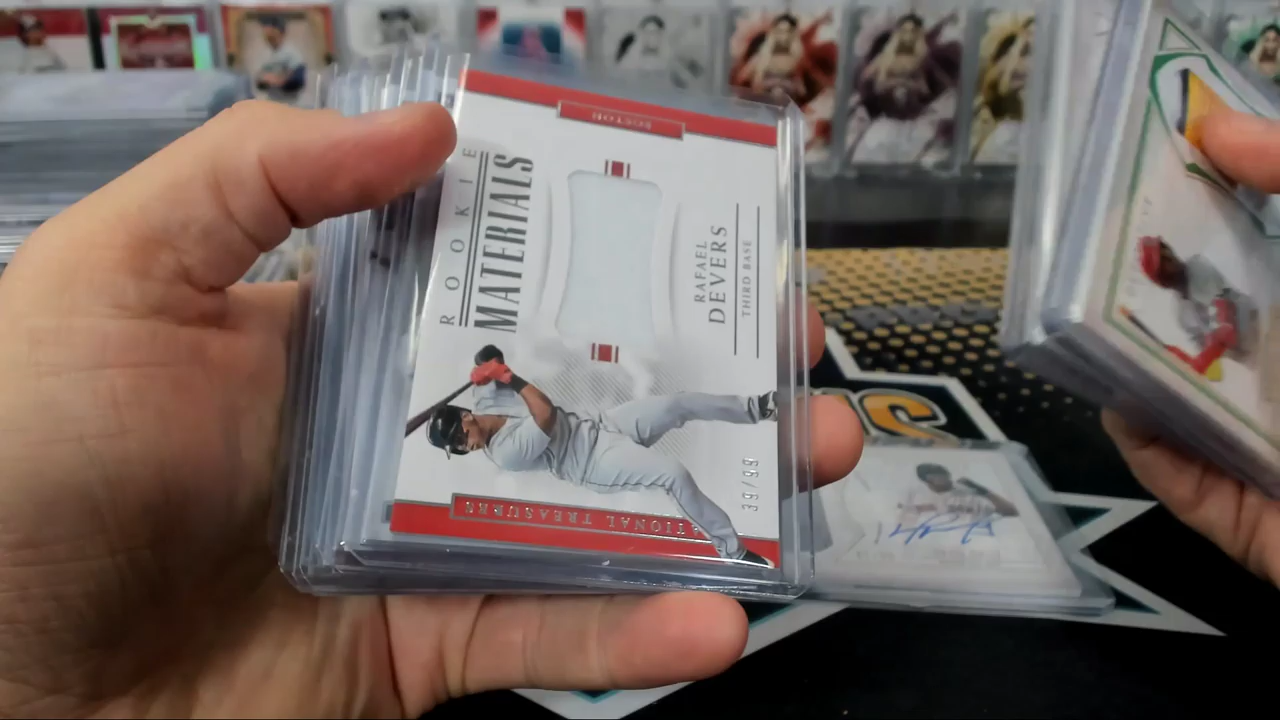 BOSTON
ROOKIE
MATERIALS
RAFAEL
DEVERS
THIRD BASE
39/99
NATIONAL TREASURES